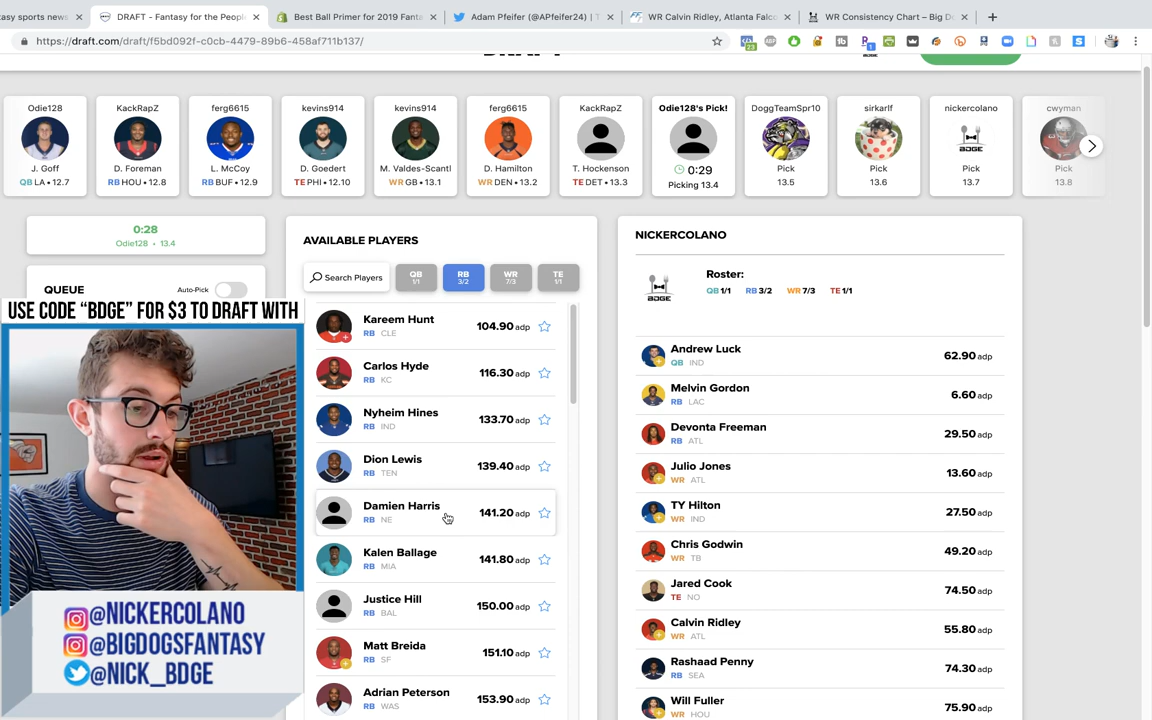 tasy sports news
DRAFT - Fantasy for the Peopl
Best Ball Primer for 2019 Fanta
Adam Pfeifer (@APfeifer24) | T
WR Calvin Ridley, Atlanta Falco
WR Consistency Chart – Big D
https://draft.com/draft/f5bd092f-c0cb-4479-89b6-458af711b137/
Odie128
J. Goff
QB LA • 12.7
KackRapZ
D. Foreman
RB HOU • 12.8
ferg6615
L. McCoy
RB BUF • 12.9
kevins914
D. Goedert
TE PHI • 12.10
kevins914
M. Valdes-Scantl
WR GB • 13.1
ferg6615
D. Hamilton
WR DEN • 13.2
KackRapZ
T. Hockenson
TE DET • 13.3
Odie128's Pick!
0:29
Picking 13.4
DoggTeamSpr10
Pick
13.5
sirkarlf
Pick
13.6
nickercolano
BDGE
Pick
13.7
cwyman
Pick
13.8
0:28
Odie128 • 13.4
QUEUE
Auto-Pick
USE CODE "BDGE" FOR $3 TO DRAFT WITH
@NICKERCOLANO
@BIGDOGSFANTASY
@NICK_BDGE
AVAILABLE PLAYERS
Search Players
QB
1/1
RB
3/2
WR
7/3
TE
1/1
Kareem Hunt
RB CLE
104.90 adp
Carlos Hyde
RB KC
116.30 adp
Nyheim Hines
RB IND
133.70 adp
Dion Lewis
RB TEN
139.40 adp
Damien Harris
RB NE
141.20 adp
Kalen Ballage
RB MIA
141.80 adp
Justice Hill
RB BAL
150.00 adp
Matt Breida
RB SF
151.10 adp
Adrian Peterson
RB WAS
153.90 adp
NICKERCOLANO
BDGE
Roster:
QB 1/1 RB 3/2 WR 7/3 TE 1/1
Andrew Luck
QB IND
62.90 adp
Melvin Gordon
RB LAC
6.60 adp
Devonta Freeman
RB ATL
29.50 adp
Julio Jones
WR ATL
13.60 adp
TY Hilton
WR IND
27.50 adp
Chris Godwin
WR TB
49.20 adp
Jared Cook
TE NO
74.50 adp
Calvin Ridley
WR ATL
55.80 adp
Rashaad Penny
RB SEA
74.30 adp
Will Fuller
WR HOU
75.90 adp